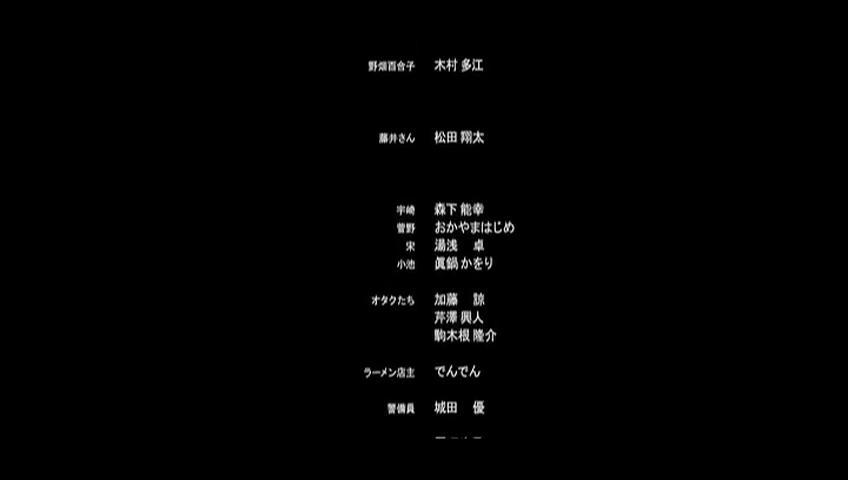 野畑百合子 木村 多江
藤井さん 松田 翔太
宇崎 森下 能幸
菅野 おかやまはじめ
宋 湯浅 卓
小池 眞鍋 かをり
オタクたち 加藤 諒
芹澤 興人
駒木根 隆介
ラーメン店主 でんでん
警備員 城田 優